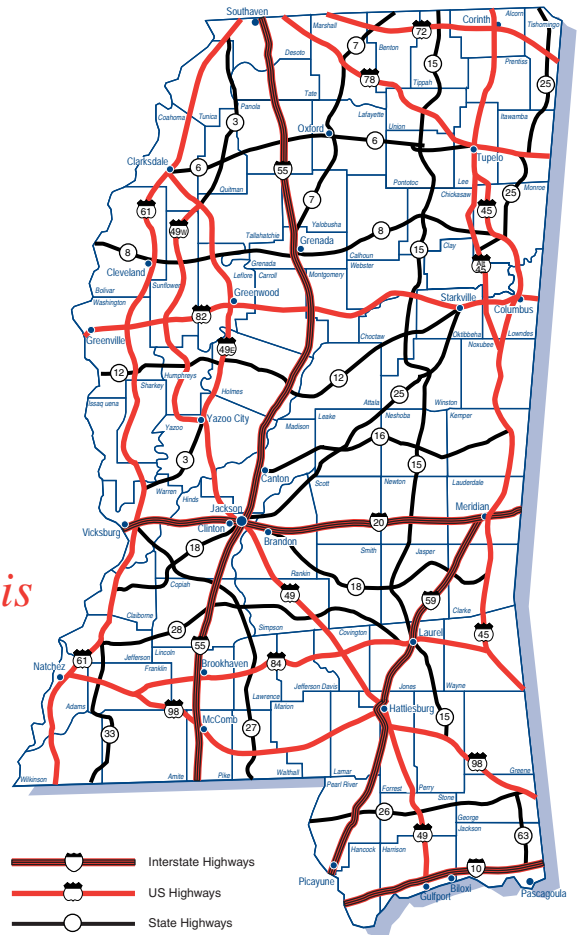 Southaven
Alcorn
Tishomingo
Marshall
Corinth
72
7
Benton
Desoto
15
Prentiss
78
Tippah
25
Tate
Panola
Tunica
Coahoma
3
Lafayette
Union
Itawamba
Oxford
6
Clarksdale
6
55
Tupelo
Quitman
Pontotoc
Lee
Chickasaw
Monroe
25
7
61
45
49W
Yalobusha
8
Tallahatchie
8
Grenada
15
Clay
Calhoun
Webster
Cleveland
Grenada
Alt
45
Leflore
Carroll
Montgomery
Sunflower
Bolivar
Washington
Greenwood
Starkville
Columbus
82
Oktibbeha
Lowndes
Greenville
Choctaw
Noxubee
49E
12
Humphreys
12
Sharkey
Holmes
25
Attala
Winston
Issaq uena
Leake
Neshoba
Kemper
Yazoo City
Yazoo
Madison
16
3
15
Canton
Scott
Newton
Lauderdale
Warren
Hinds
Jackson
Meridian
Clinton
20
Vicksburg
Brandon
18
Smith
Jasper
Rankin
18
Copiah
49
59
Claiborne
Clarke
is
Simpson
28
Covington
Laurel
45
Lincoln
55
Jefferson
61
84
Natchez
Franklin
Brookhaven
Jefferson Davis
Jones
Wayne
Lawrence
Marion
98
Adams
Hattiesburg
McComb
15
33
27
98
Greene
Wilkinson
Amite
Pike
Walthall
Lamar
Pearl River
Forrest
Perry
Stone
26
George
Jackson
49
63
Hancock
Harrison
Interstate Highways
Picayune
10
Biloxi
Gulfport
Pascagoula
US Highways
State Highways